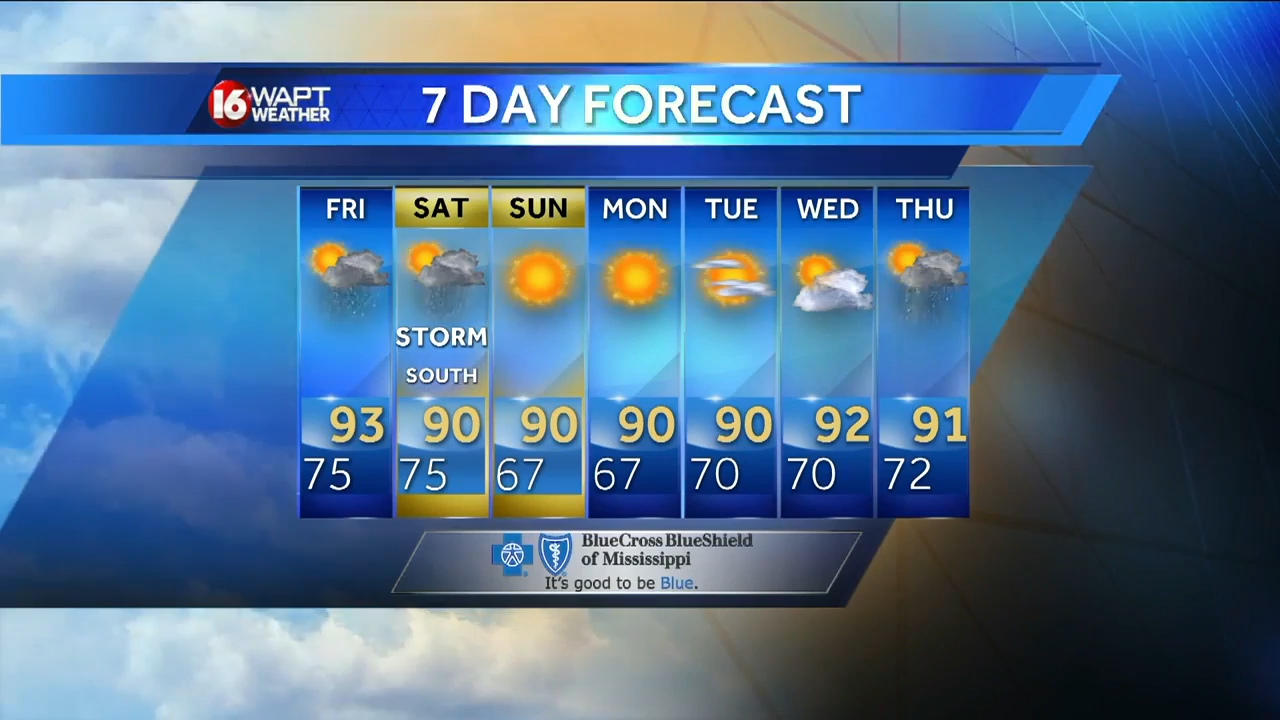 16 WAPT WEATHER
7 DAY FORECAST
FRI SAT SUN MON TUE WED THU
STORM
SOUTH
93 90 90 90 90 92 91
75 75 67 67 70 70 72
BlueCross BlueShield
of Mississippi
It's good to be Blue.